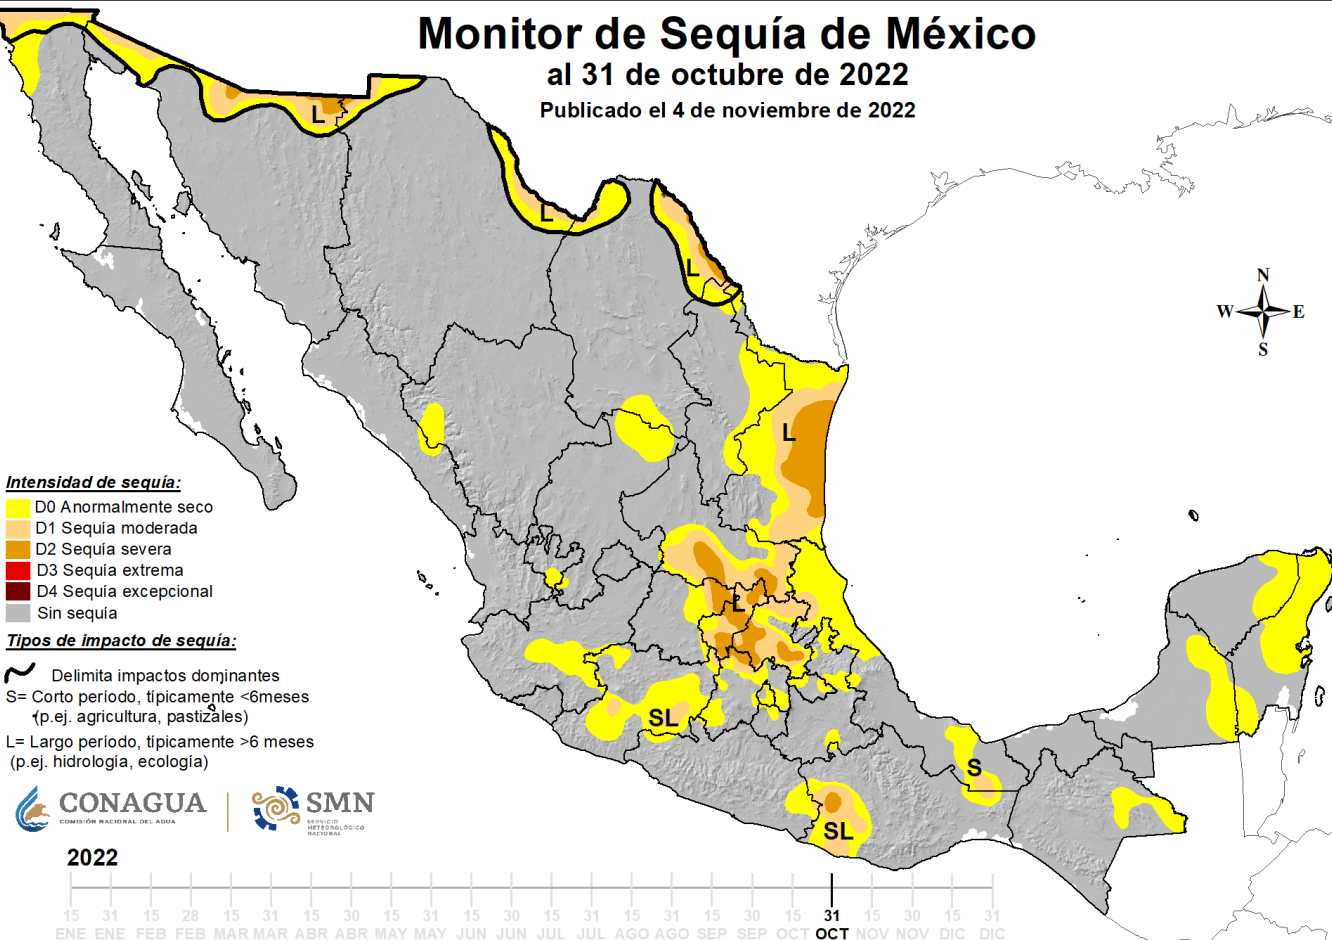 Monitor de Sequía de México
al 31 de octubre de 2022
Publicado el 4 de noviembre de 2022
L
L
L
N
W E
S
L
Intensidad de sequía:
D0 Anormalmente seco
D1 Sequía moderada
D2 Sequía severa
D3 Sequía extrema
D4 Sequía excepcional
Sin sequía
L
Tipos de impacto de sequía:
Delimita impactos dominantes
S= Corto período, típicamente <6meses
(p.ej. agricultura, pastizales)
SL
L= Largo período, típicamente >6 meses
(p.ej. hidrología, ecología)
S
CONAGUA
COMISIÓN NACIONAL DEL AGUA
SMN
SERVICIO
METEOROLÓGICO
NACIONAL
SL
2022
15 31 15 28 15 31 15 30 15 31 15 30 15 31 15 31 15 30 15 31 15 30 15 31
ENE ENE FEB FEB MAR MAR ABR ABR MAY MAY JUN JUN JUL JUL AGO AGO SEP SEP OCT OCT NOV NOV DIC DIC